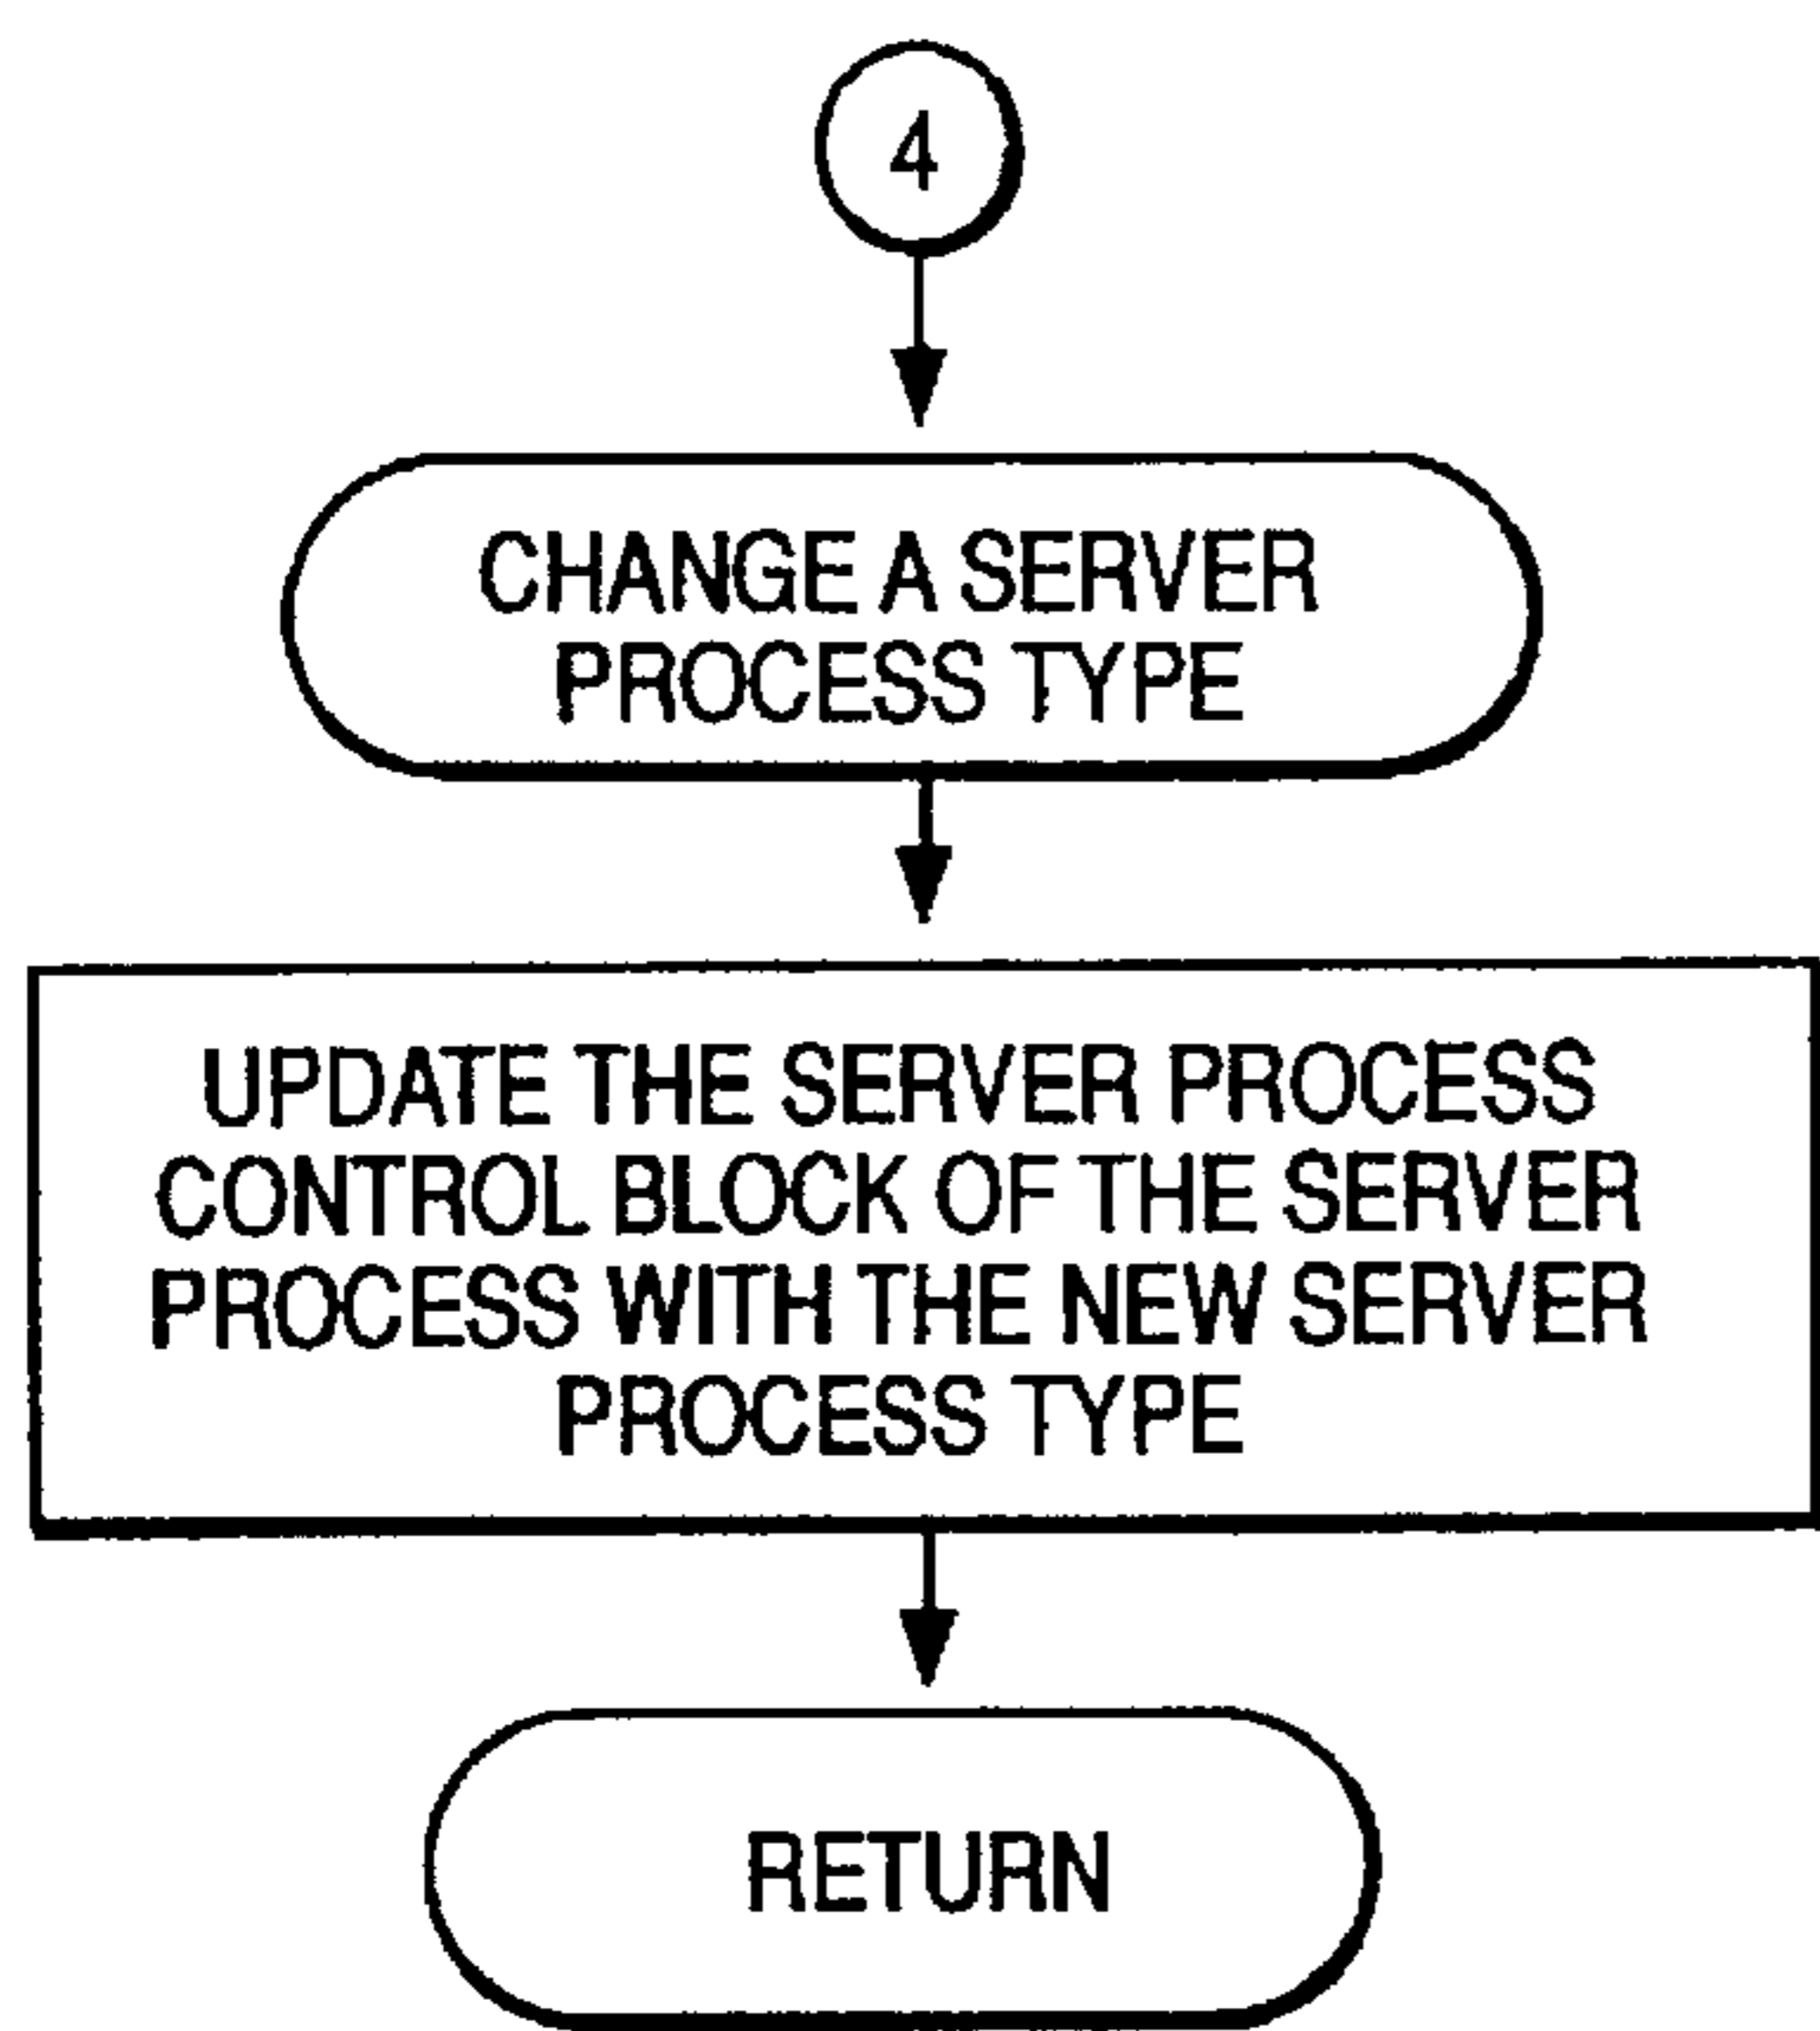 4
CHANGE A SERVER
PROCESS TYPE
UPDATE THE SERVER PROCESS
CONTROL BLOCK OF THE SERVER
PROCESS WITH THE NEW SERVER
PROCESS TYPE
RETURN